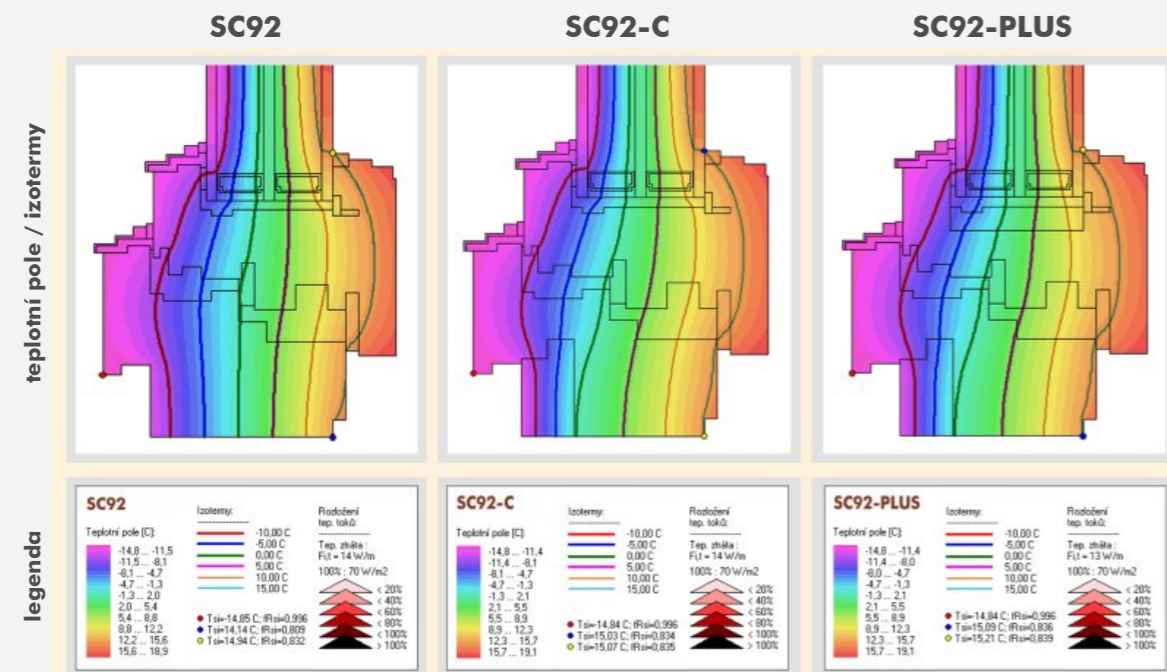 SC92 SC92-C SC92-PLUS
teplotní pole / izotermy
legenda
SC92
Teplotní pole [C]:
-14,8 ... -11,5
-11,5 ... -8,1
-8,1 ... -4,7
-4,7 ... -1,3
-1,3 ... 2,0
2,0 ... 5,4
5,4 ... 8,8
8,8 ... 12,2
12,2 ... 15,6
15,6 ... 18,9
Izotermy:
-10,00 C
-5,00 C
0,00 C
5,00 C
10,00 C
15,00 C
Tsi=-14,85 C; fRsi=0,996
Tsi=14,14 C; fRsi=0,809
Tsi=14,94 C; fRsi=0,832
Rozložení
tep. toků:
Tep. ztráta :
Fi,t = 14 W/m
100% : 70 W/m2
< 20%
< 40%
< 60%
< 80%
< 100%
> 100%
SC92-C
Teplotní pole [C]:
-14,8 ... -11,4
-11,4 ... -8,1
-8,1 ... -4,7
-4,7 ... -1,3
-1,3 ... 2,1
2,1 ... 5,5
5,5 ... 8,9
8,9 ... 12,3
12,3 ... 15,7
15,7 ... 19,1
Izotermy:
-10,00 C
-5,00 C
0,00 C
5,00 C
10,00 C
15,00 C
Tsi=-14,84 C; fRsi=0,996
Tsi=15,03 C; fRsi=0,834
Tsi=15,07 C; fRsi=0,835
Rozložení
tep. toků:
Tep. ztráta :
Fi,t = 14 W/m
100% : 70 W/m2
< 20%
< 40%
< 60%
< 80%
< 100%
> 100%
SC92-PLUS
Teplotní pole [C]:
-14,8 ... -11,4
-11,4 ... -8,0
-8,0 ... -4,7
-4,7 ... -1,3
-1,3 ... 2,1
2,1 ... 5,5
5,5 ... 8,9
8,9 ... 12,3
12,3 ... 15,7
15,7 ... 19,1
Izotermy:
-10,00 C
-5,00 C
0,00 C
5,00 C
10,00 C
15,00 C
Tsi=-14,84 C; fRsi=0,996
Tsi=15,09 C; fRsi=0,836
Tsi=15,21 C; fRsi=0,839
Rozložení
tep. toků:
Tep. ztráta :
Fi,t = 13 W/m
100% : 70 W/m2
< 20%
< 40%
< 60%
< 80%
< 100%
> 100%